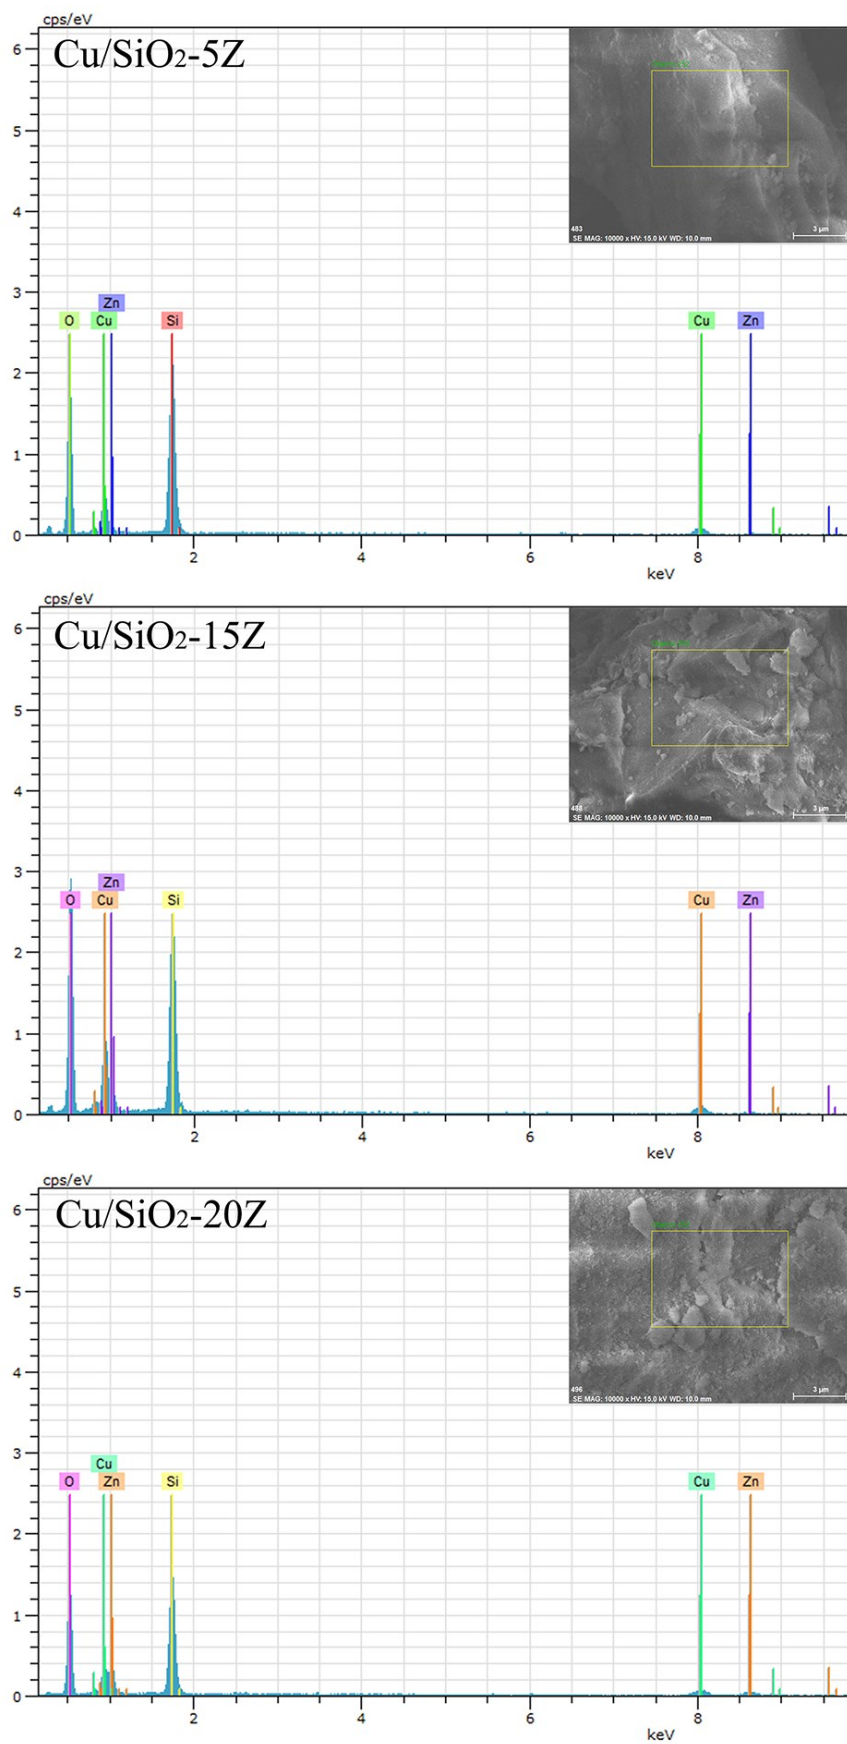 cps/eV
Cu/SiO₂-5Z
6
5
4
3
2
1
0
O
Cu
Zn
Si
Cu
Zn
2
4
6
8
keV
483
3 µm
SE MAG: 10000 x HV: 15.0 kV WD: 10.0 mm
cps/eV
Cu/SiO₂-15Z
6
5
4
3
2
1
0
O
Cu
Zn
Si
Cu
Zn
2
4
6
8
keV
488
3 µm
SE MAG: 10000 x HV: 15.0 kV WD: 10.0 mm
cps/eV
Cu/SiO₂-20Z
6
5
4
3
2
1
0
O
Cu
Zn
Si
Cu
Zn
2
4
6
8
keV
496
3 µm
SE MAG: 10000 x HV: 15.0 kV WD: 10.0 mm